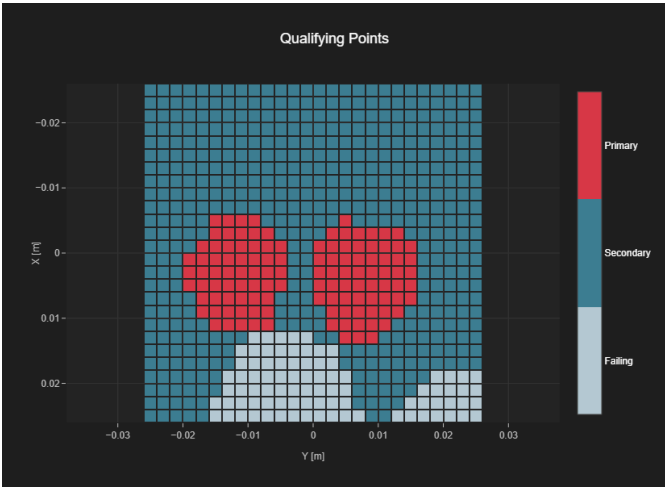 Qualifying Points
−0.02
−0.01
0
0.01
0.02
X [m]
−0.03
−0.02
−0.01
0
0.01
0.02
0.03
Y [m]
Primary
Secondary
Failing